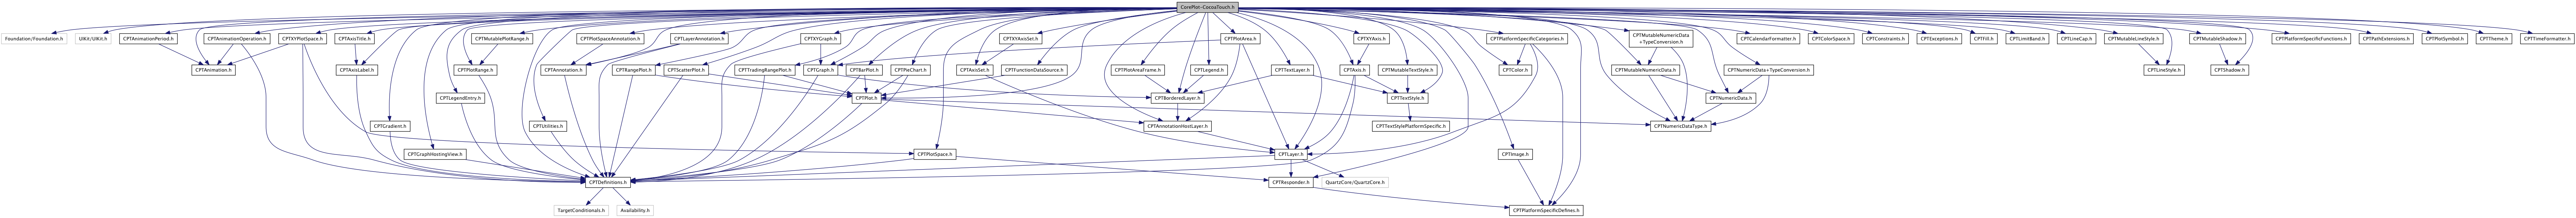 CorePlot-CocoaTouch.h
Foundation/Foundation.h
UIKit/UIKit.h
CPTAnimationPeriod.h
CPTAnimationOperation.h
CPTXYPlotSpace.h
CPTAxisTitle.h
CPTMutablePlotRange.h
CPTPlotSpaceAnnotation.h
CPTLayerAnnotation.h
CPTXYGraph.h
CPTXYAxisSet.h
CPTPlotArea.h
CPTXYAxis.h
CPTPlatformSpecificCategories.h
CPTMutableNumericData
+TypeConversion.h
CPTCalendarFormatter.h
CPTColorSpace.h
CPTConstraints.h
CPTExceptions.h
CPTFill.h
CPTLimitBand.h
CPTLineCap.h
CPTMutableLineStyle.h
CPTMutableShadow.h
CPTPlatformSpecificFunctions.h
CPTPathExtensions.h
CPTPlotSymbol.h
CPTTheme.h
CPTTimeFormatter.h
CPTAnimation.h
CPTAxisLabel.h
CPTPlotRange.h
CPTAnnotation.h
CPTRangePlot.h
CPTScatterPlot.h
CPTTradingRangePlot.h
CPTGraph.h
CPTBarPlot.h
CPTPieChart.h
CPTAxisSet.h
CPTFunctionDataSource.h
CPTPlotAreaFrame.h
CPTLegend.h
CPTTextLayer.h
CPTAxis.h
CPTMutableTextStyle.h
CPTColor.h
CPTMutableNumericData.h
CPTNumericData+TypeConversion.h
CPTLineStyle.h
CPTShadow.h
CPTLegendEntry.h
CPTPlot.h
CPTBorderedLayer.h
CPTTextStyle.h
CPTNumericData.h
CPTGradient.h
CPTUtilities.h
CPTAnnotationHostLayer.h
CPTTextStylePlatformSpecific.h
CPTNumericDataType.h
CPTGraphHostingView.h
CPTPlotSpace.h
CPTLayer.h
CPTImage.h
CPTDefinitions.h
CPTResponder.h
QuartzCore/QuartzCore.h
TargetConditionals.h
Availability.h
CPTPlatformSpecificDefines.h